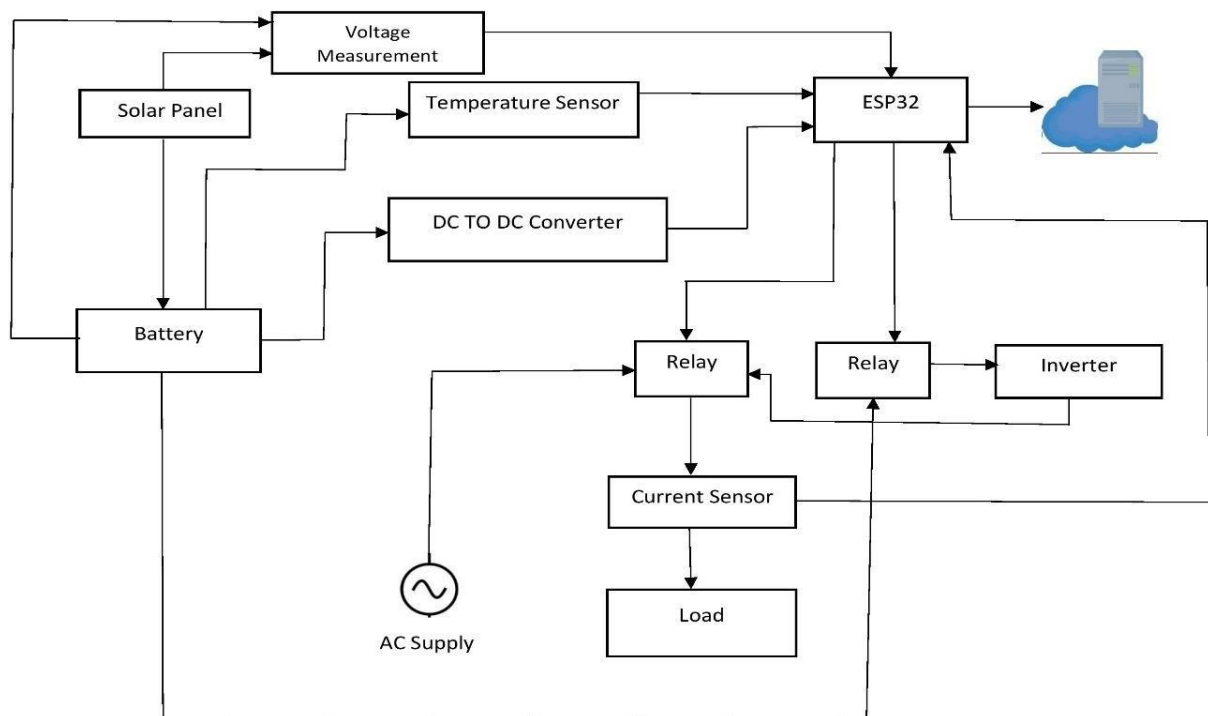 Voltage
Measurement
Solar Panel
Temperature Sensor
ESP32
DC TO DC Converter
Battery
Relay
Relay
Inverter
Current Sensor
Load
AC Supply